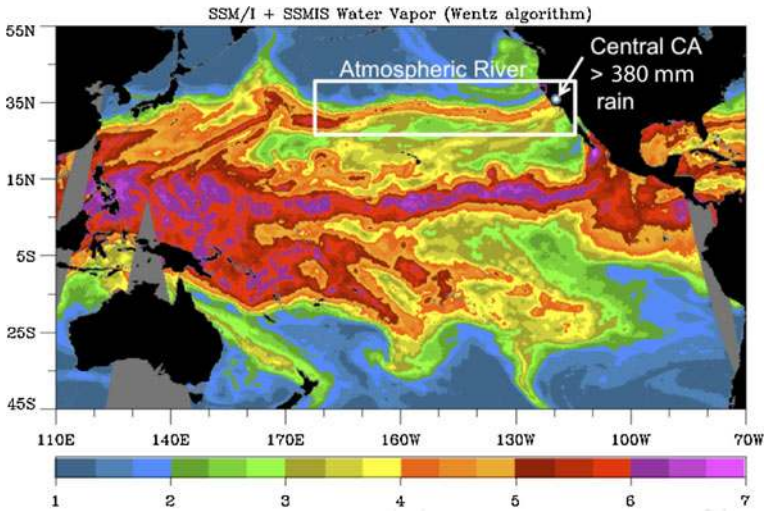 SSM/I + SSMIS Water Vapor (Wentz algorithm)
55N
35N
15N
5S
25S
45S
Atmospheric River
Central CA
> 380 mm
rain
110E 140E 170E 160W 130W 100W 70W
1 2 3 4 5 6 7